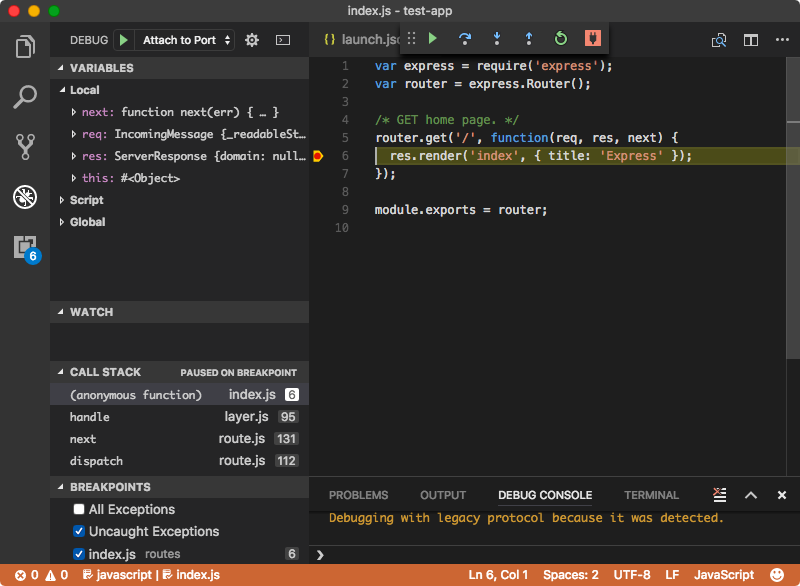 index.js - test-app
DEBUG Attach to Port
launch.jsc
VARIABLES
Local
next: function next(err) { … }
req: IncomingMessage {_readableSt…
res: ServerResponse {domain: null…
this: #<Object>
Script
Global
WATCH
CALL STACK PAUSED ON BREAKPOINT
(anonymous function) index.js 6
handle layer.js 95
next route.js 131
dispatch route.js 112
BREAKPOINTS
All Exceptions
Uncaught Exceptions
index.js routes 6
6
1 var express = require('express');
2 var router = express.Router();
3
4 /* GET home page. */
5 router.get('/', function(req, res, next) {
6 res.render('index', { title: 'Express' });
7 });
8
9 module.exports = router;
10
PROBLEMS OUTPUT DEBUG CONSOLE TERMINAL
Debugging with legacy protocol because it was detected.
0 0 javascript | index.js Ln 6, Col 1 Spaces: 2 UTF-8 LF JavaScript